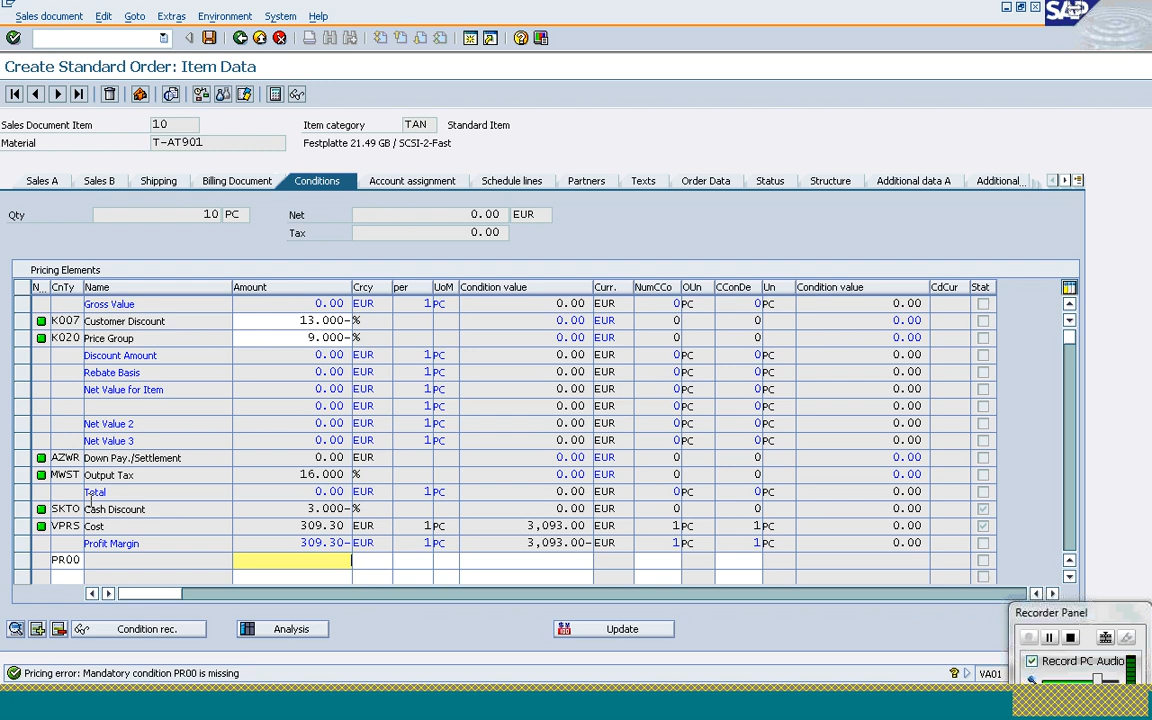 Sales document Edit Goto Extras Environment System Help
SAP
Create Standard Order: Item Data
Sales Document Item 10 Item category TAN Standard Item
Material T-AT901 Festplatte 21.49 GB / SCSI-2-Fast
Sales A Sales B Shipping Billing Document Conditions Account assignment Schedule lines Partners Texts Order Data Status Structure Additional data A Additional...
Qty 10 PC Net 0.00 EUR
Tax 0.00
Pricing Elements
N... CnTy Name Amount Crcy per UoM Condition value Curr. NumCCo OUn CConDe Un Condition value CdCur Stat
Gross Value 0.00 EUR 1 PC 0.00 EUR 0 PC 0 PC 0.00
K007 Customer Discount 13.000- % 0.00 EUR 0 0 0.00
K020 Price Group 9.000- % 0.00 EUR 0 0 0.00
Discount Amount 0.00 EUR 1 PC 0.00 EUR 0 PC 0 PC 0.00
Rebate Basis 0.00 EUR 1 PC 0.00 EUR 0 PC 0 PC 0.00
Net Value for Item 0.00 EUR 1 PC 0.00 EUR 0 PC 0 PC 0.00
0.00 EUR 1 PC 0.00 EUR 0 PC 0 PC 0.00
Net Value 2 0.00 EUR 1 PC 0.00 EUR 0 PC 0 PC 0.00
Net Value 3 0.00 EUR 1 PC 0.00 EUR 0 PC 0 PC 0.00
AZWR Down Pay./Settlement 0.00 EUR 0.00 EUR 0 0 0.00
MWST Output Tax 16.000 % 0.00 EUR 0 0 0.00
Total 0.00 EUR 1 PC 0.00 EUR 0 PC 0 PC 0.00
SKTO Cash Discount 3.000- % 0.00 EUR 0 0 0.00
VPRS Cost 309.30 EUR 1 PC 3,093.00 EUR 1 PC 1 PC 0.00
Profit Margin 309.30- EUR 1 PC 3,093.00- EUR 1 PC 1 PC 0.00
PR00
Condition rec. Analysis Update
Recorder Panel
Record PC Audio
Pricing error: Mandatory condition PR00 is missing VA01